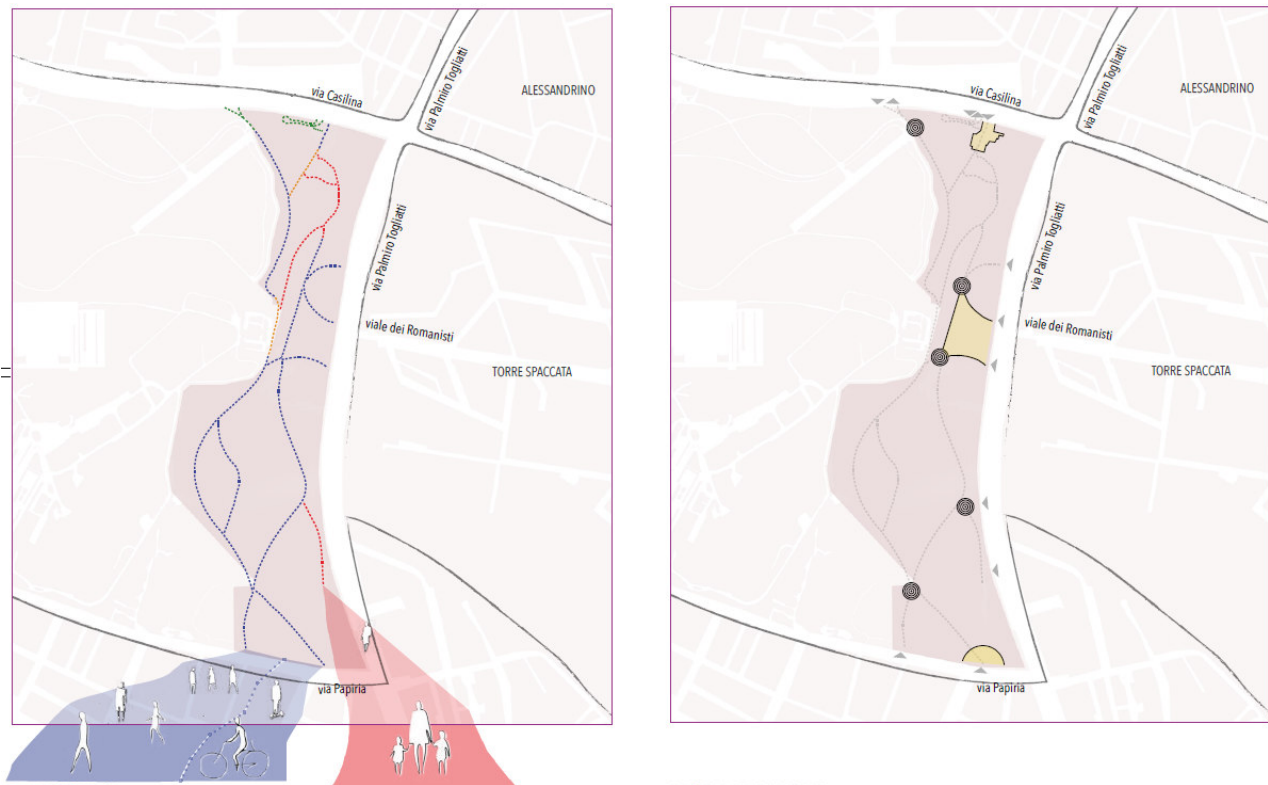 via Casilina
via Palmiro Togliatti
ALESSANDRINO
via Palmiro Togliatti
viale dei Romanisti
TORRE SPACCATA
via Papiria
via Casilina
via Palmiro Togliatti
ALESSANDRINO
via Palmiro Togliatti
viale dei Romanisti
TORRE SPACCATA
via Papiria